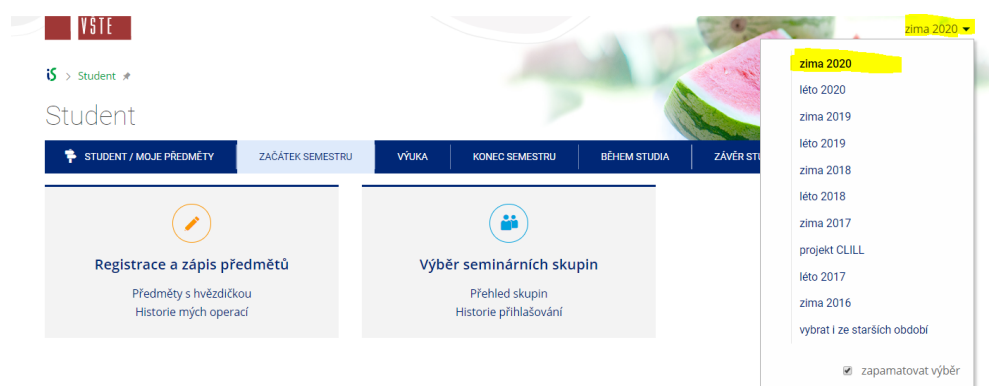 VŠTE
zima 2020
iS > Student
Student
STUDENT / MOJE PŘEDMĚTY ZAČÁTEK SEMESTRU VÝUKA KONEC SEMESTRU BĚHEM STUDIA ZÁVĚR
Registrace a zápis předmětů
Předměty s hvězdičkou
Historie mých operací
Výběr seminárních skupin
Přehled skupin
Historie přihlašování
zima 2020
léto 2020
zima 2019
léto 2019
zima 2018
léto 2018
zima 2017
projekt CLILL
léto 2017
zima 2016
vybrat i ze starších období
zapamatovat výběr